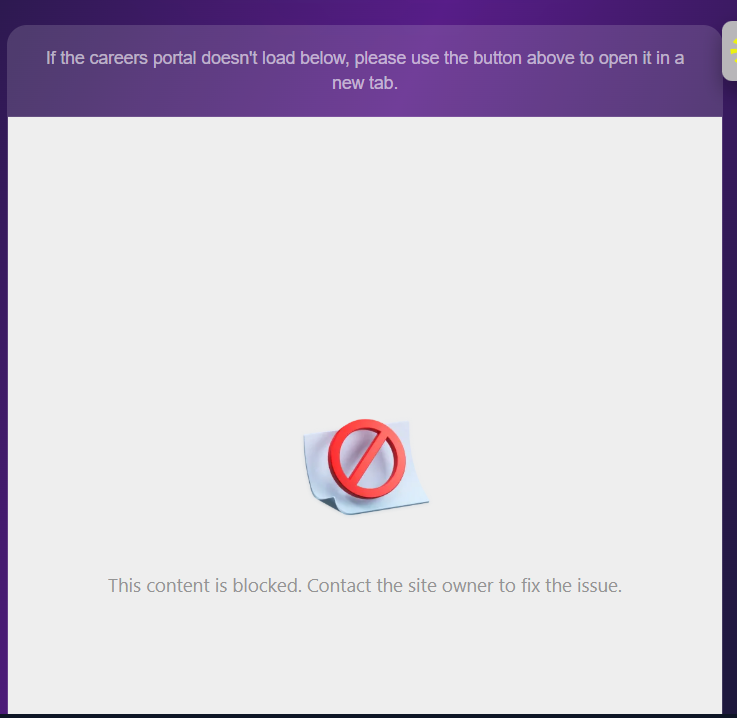 If the careers portal doesn't load below, please use the button above to open it in a
new tab.
This content is blocked. Contact the site owner to fix the issue.